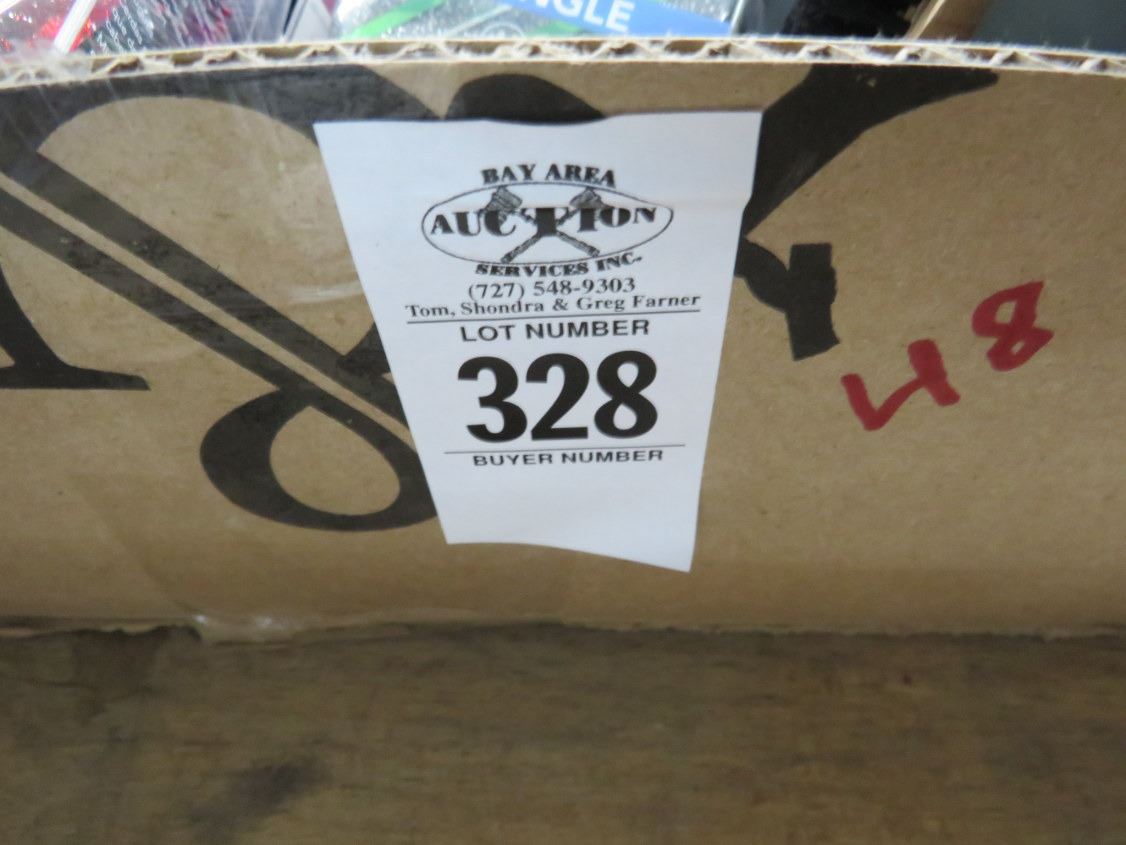 NGLE
BAY AREA
AUCTION
SERVICES INC.
(727) 548-9303
Tom, Shondra & Greg Farner
LOT NUMBER
328
BUYER NUMBER
48